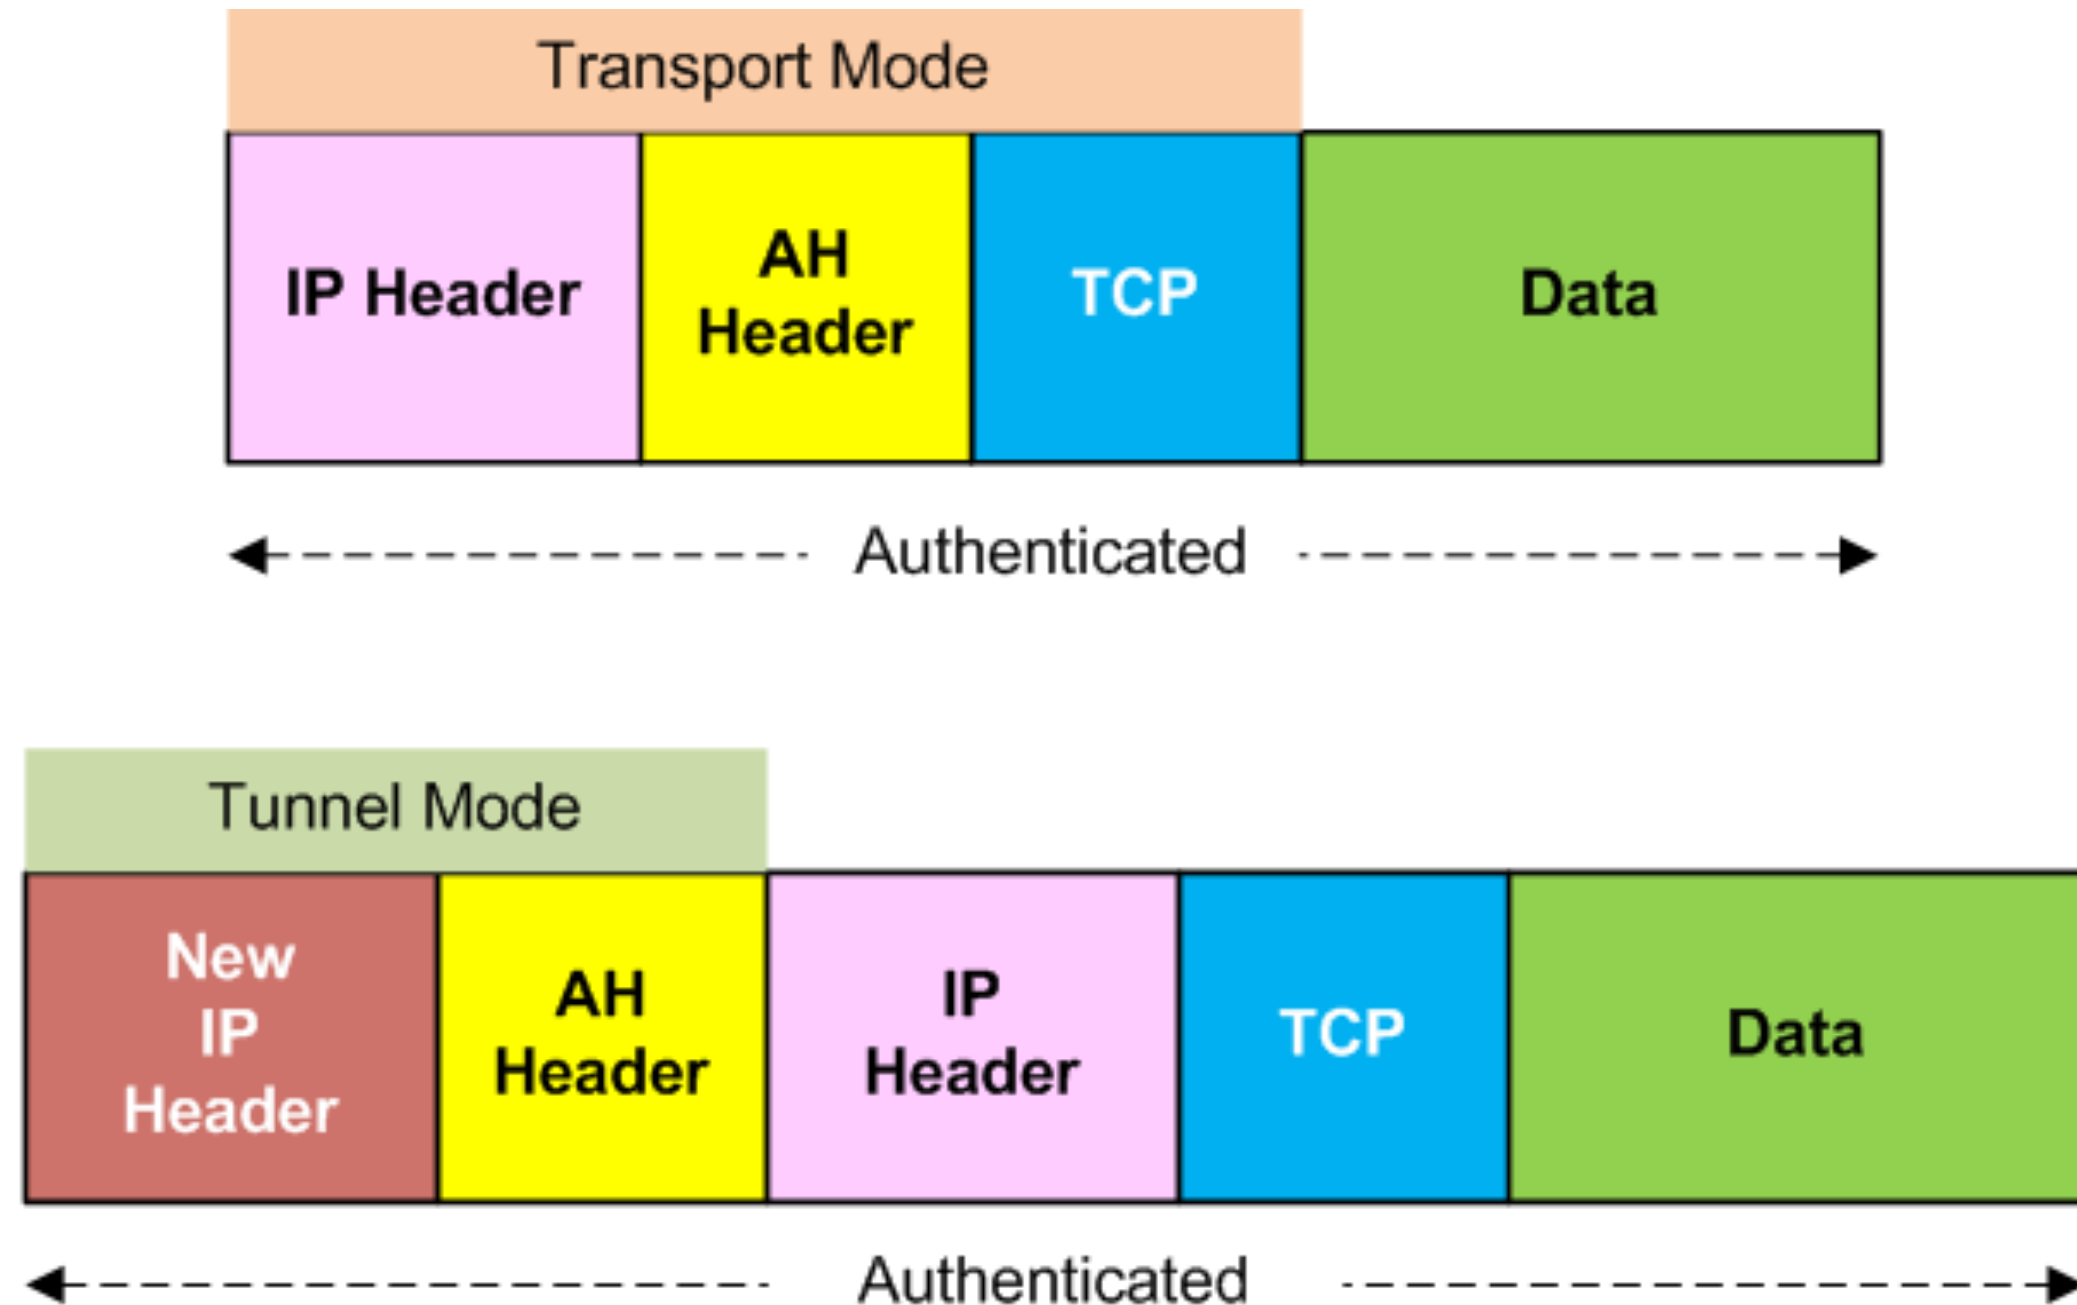 Transport Mode
IP Header
AH
Header
TCP
Data
Authenticated
Tunnel Mode
New
IP
Header
AH
Header
IP
Header
TCP
Data
Authenticated